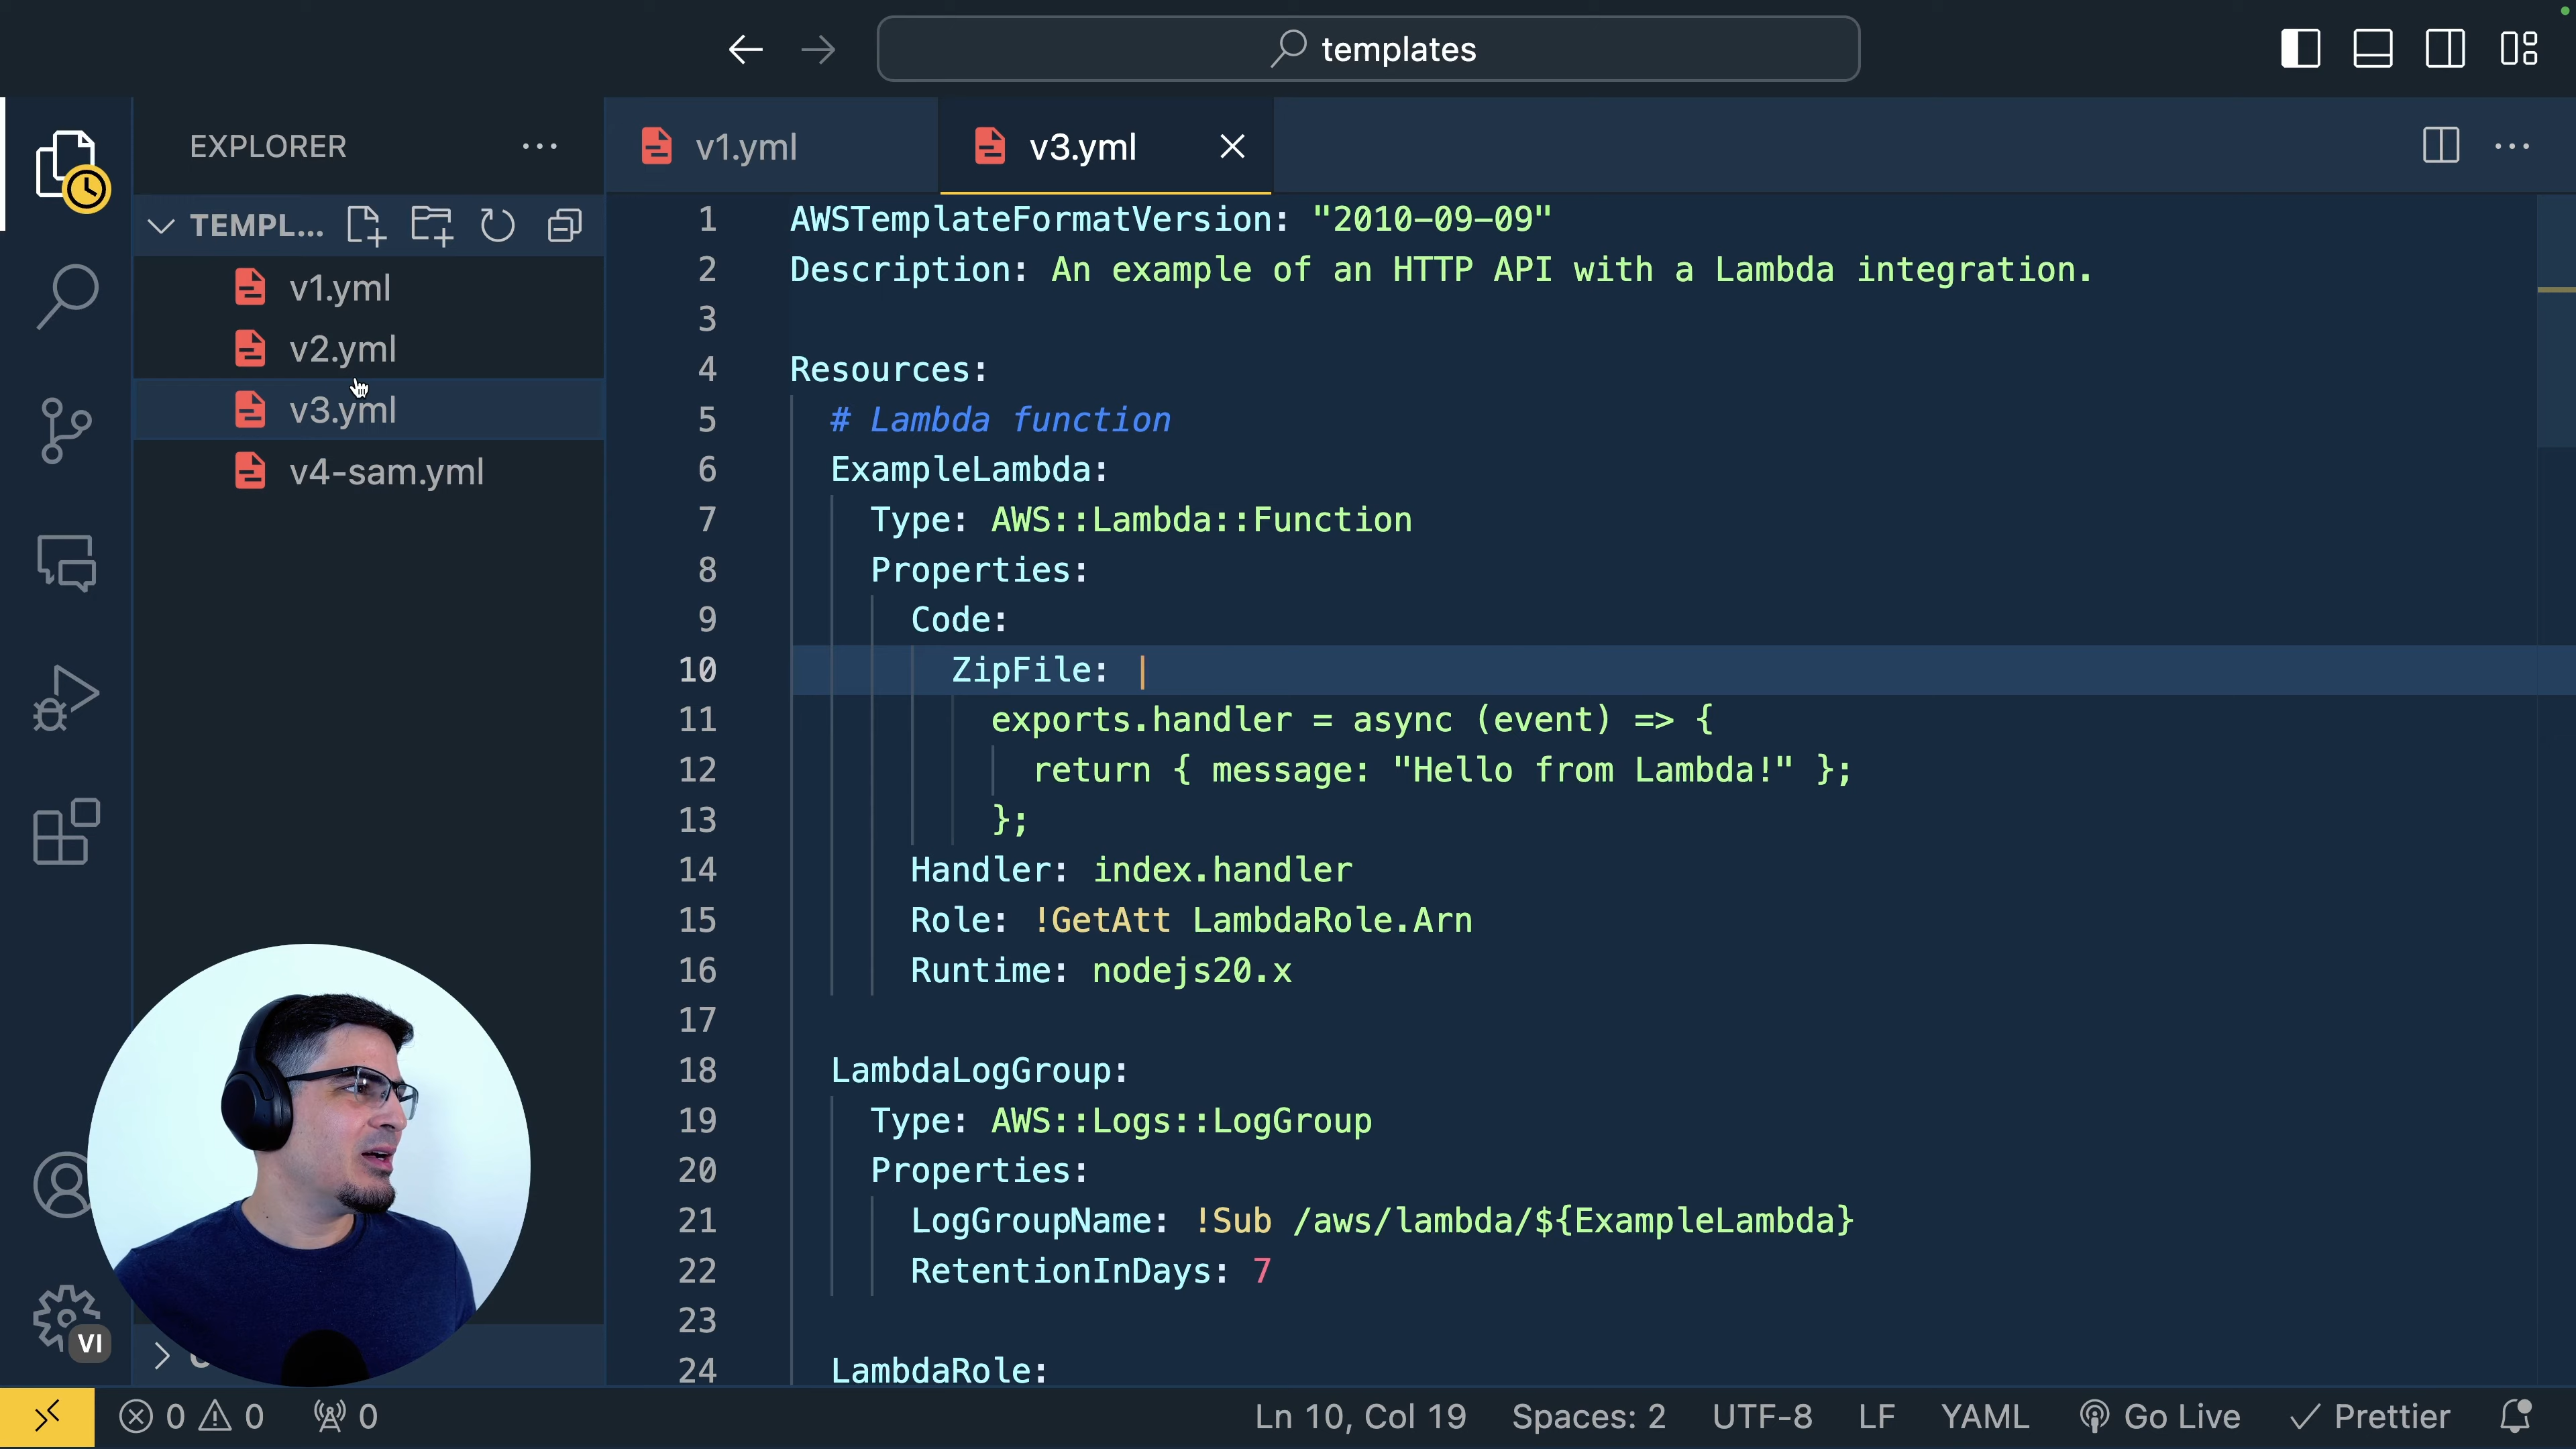 templates
EXPLORER
TEMPL...
v1.yml
v2.yml
v3.yml
v4-sam.yml
v1.yml
v3.yml
1 AWSTemplateFormatVersion: "2010-09-09"
2 Description: An example of an HTTP API with a Lambda integration.
3
4 Resources:
5 # Lambda function
6 ExampleLambda:
7 Type: AWS::Lambda::Function
8 Properties:
9 Code:
10 ZipFile: |
11 exports.handler = async (event) => {
12 return { message: "Hello from Lambda!" };
13 };
14 Handler: index.handler
15 Role: !GetAtt LambdaRole.Arn
16 Runtime: nodejs20.x
17
18 LambdaLogGroup:
19 Type: AWS::Logs::LogGroup
20 Properties:
21 LogGroupName: !Sub /aws/lambda/${ExampleLambda}
22 RetentionInDays: 7
23
24 LambdaRole:
VI
0 0 0 Ln 10, Col 19 Spaces: 2 UTF-8 LF YAML Go Live Prettier